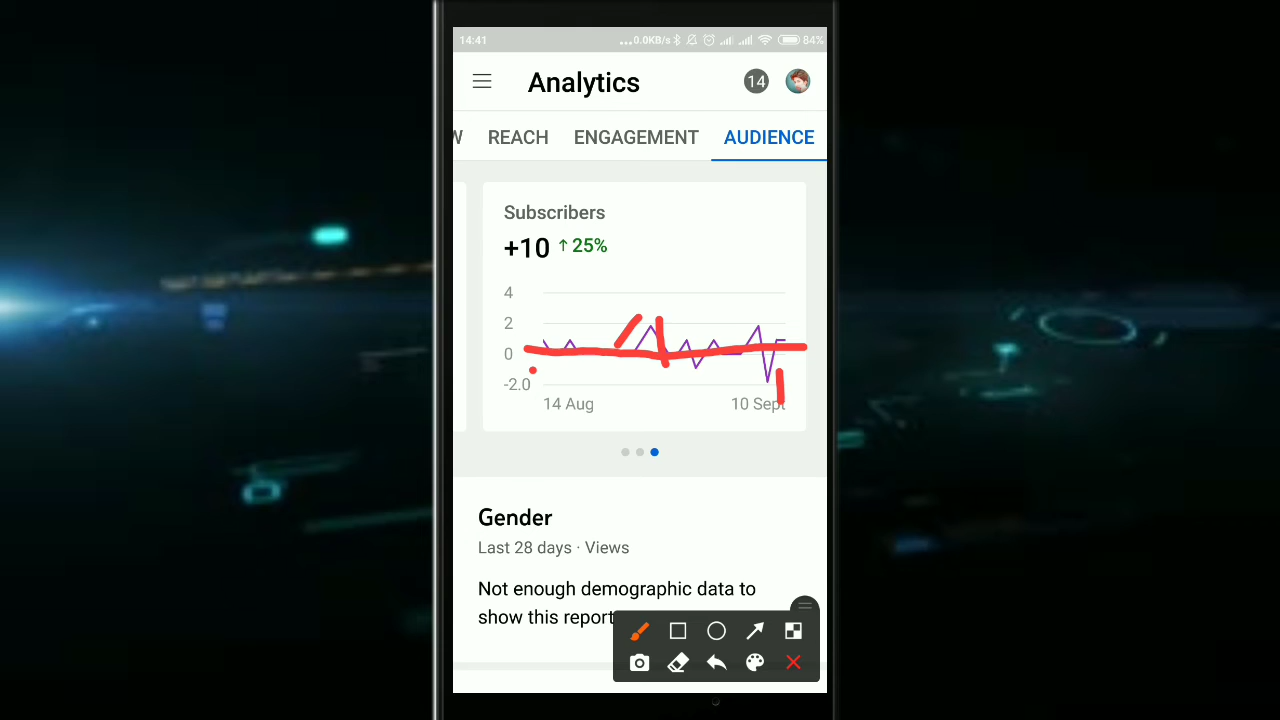 14:41 ...0.0KB/s 84%
Analytics 14
W REACH ENGAGEMENT AUDIENCE
Subscribers
+10 ↑ 25%
4
2
0
-2.0
14 Aug 10 Sept
Gender
Last 28 days · Views
Not enough demographic data to
show this report